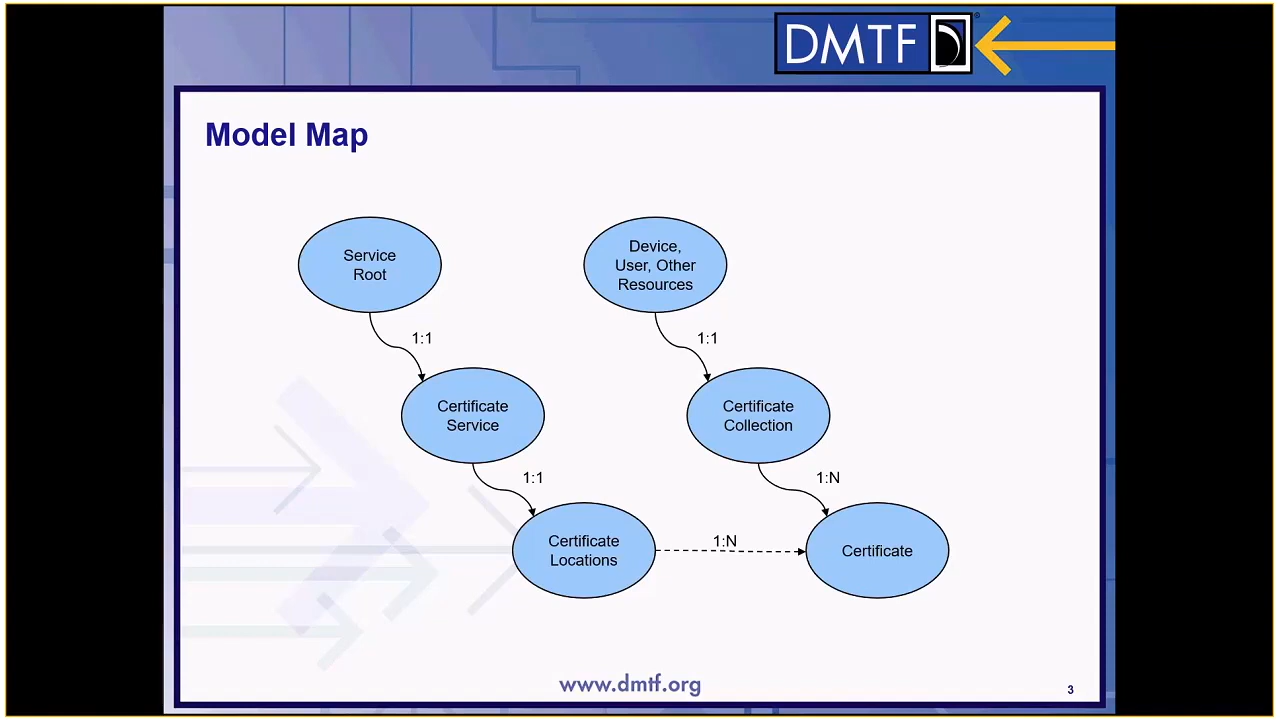 DMTF
Model Map
Service
Root
Device,
User, Other
Resources
1:1
1:1
Certificate
Service
Certificate
Collection
1:1
1:N
Certificate
Locations
1:N
Certificate
www.dmtf.org
3